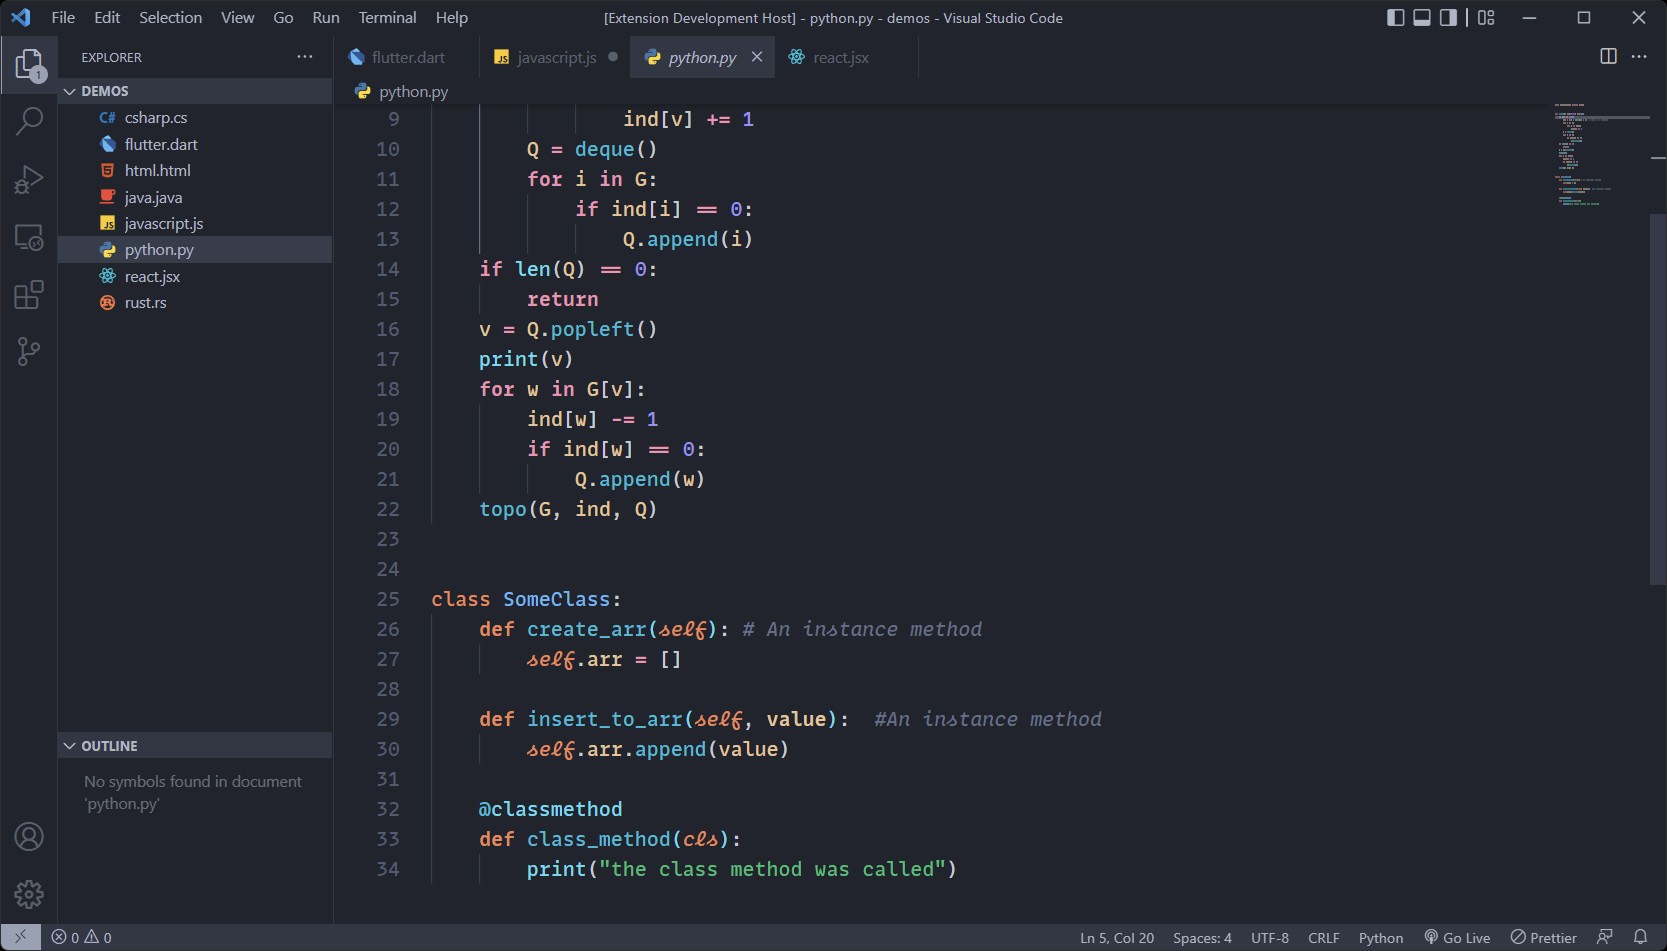 File Edit Selection View Go Run Terminal Help
[Extension Development Host] - python.py - demos - Visual Studio Code
EXPLORER
1
DEMOS
C# csharp.cs
flutter.dart
html.html
java.java
JS javascript.js
python.py
react.jsx
rust.rs
OUTLINE
No symbols found in document
'python.py'
flutter.dart
JS javascript.js
python.py
react.jsx
python.py
9 ind[v] += 1
10 Q = deque()
11 for i in G:
12 if ind[i] == 0:
13 Q.append(i)
14 if len(Q) == 0:
15 return
16 v = Q.popleft()
17 print(v)
18 for w in G[v]:
19 ind[w] -= 1
20 if ind[w] == 0:
21 Q.append(w)
22 topo(G, ind, Q)
23
24
25 class SomeClass:
26 def create_arr(self): # An instance method
27 self.arr = []
28
29 def insert_to_arr(self, value):  #An instance method
30 self.arr.append(value)
31
32 @classmethod
33 def class_method(cls):
34 print("the class method was called")
0 0
Ln 5, Col 20 Spaces: 4 UTF-8 CRLF Python Go Live Prettier